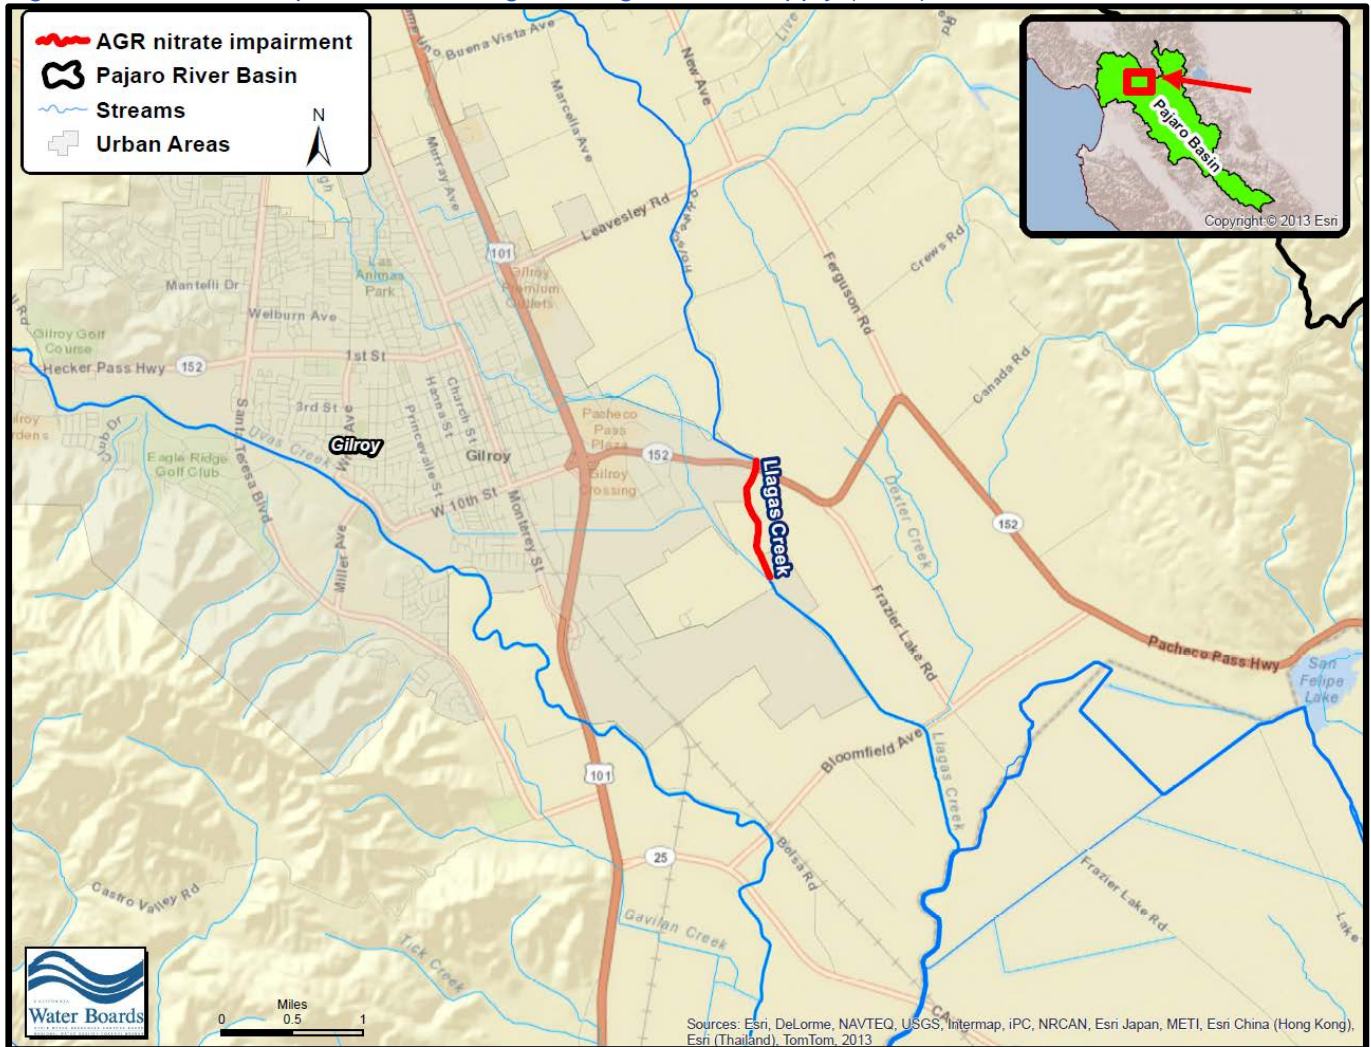 AGR nitrate impairment
Pajaro River Basin
Streams
Urban Areas
N
Pajaro Basin
Copyright:© 2013 Esri
Buena Vista Ave
Marcella Ave
New Ave
Murray Ave
Leavesley Rd
101
Las
Animas
Park
Gilroy
Premium
Outlets
Mantelli Dr
Welburn Ave
Gilroy Golf
Course
Hecker Pass Hwy
152
1st St
3rd St
Hanna St
Church St
Princevalle St
Uvas Creek
Santa Teresa Blvd
Club Dr
Eagle Ridge
Golf Club
Gilroy
Gilroy
Miller Ave
W 10th St
Monterey St
Pacheco
Pass
Plaza
152
Gilroy
Crossing
Llagas Creek
Ferguson Rd
Crews Rd
Canada Rd
Dexter Creek
152
Frazier Lake Rd
Pacheco Pass Hwy
San
Felipe
Lake
Bloomfield Ave
Llagas Creek
101
25
Bolsa Rd
Frazier Lake Rd
Lake
Castro Valley Rd
Tick Creek
Gavilan Creek
CALIFORNIA
Water Boards
Miles
0 0.5 1
Sources: Esri, DeLorme, NAVTEQ, USGS, Intermap, iPC, NRCAN, Esri Japan, METI, Esri China (Hong Kong),
Esri (Thailand), TomTom, 2013